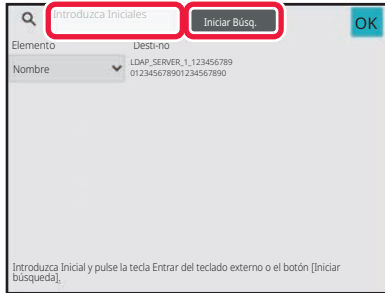 Introduzca Iniciales
Iniciar Búsq.
OK
Elemento
Desti-no
Nombre
LDAP_SERVER_1_123456789
012345678901234567890
Introduzca Inicial y pulse la tecla Entrar del teclado externo o el botón [Iniciar
búsqueda].